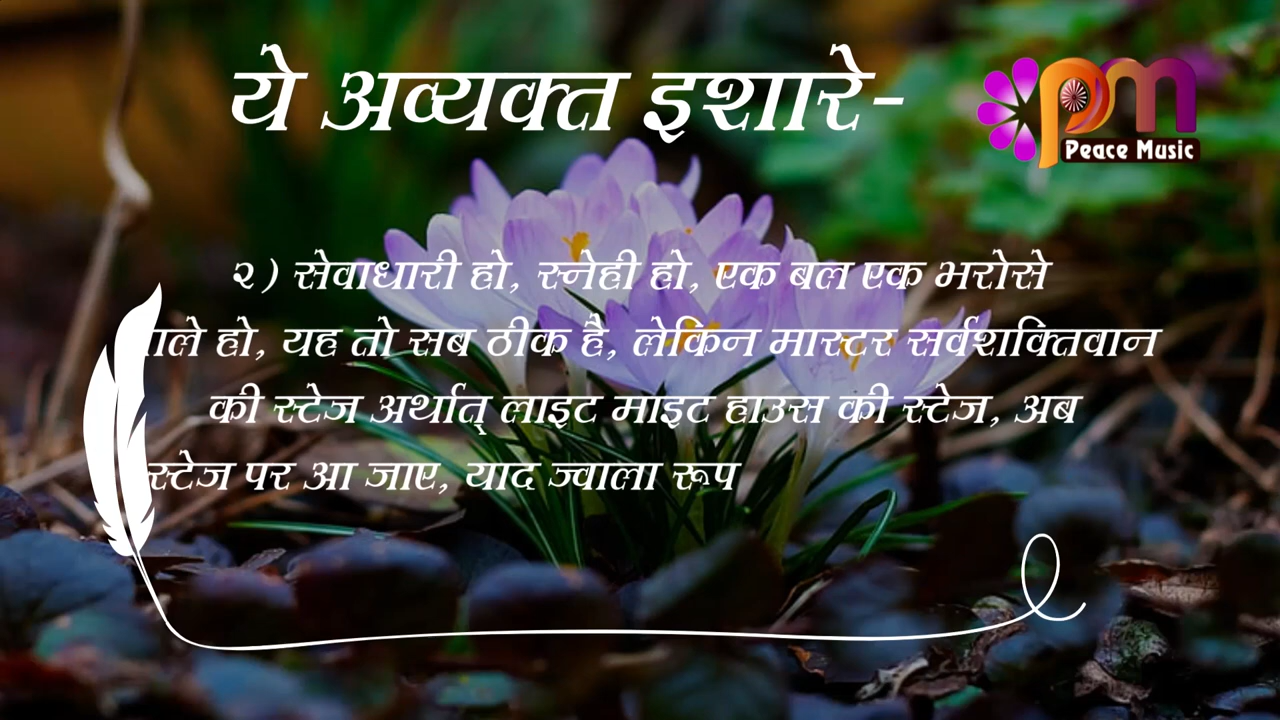 ये अव्यक्त इशारे-
pm
Peace Music
२) सेवाधारी हो, स्नेही हो, एक बल एक भरोसे
हो, यह तो सब ठीक है, लेकिन मास्टर सर्वशक्तिवान
की स्टेज अर्थात् लाइट माइट हाउस की स्टेज, अब
स्टेज पर आ जाए, याद ज्वाला रूप